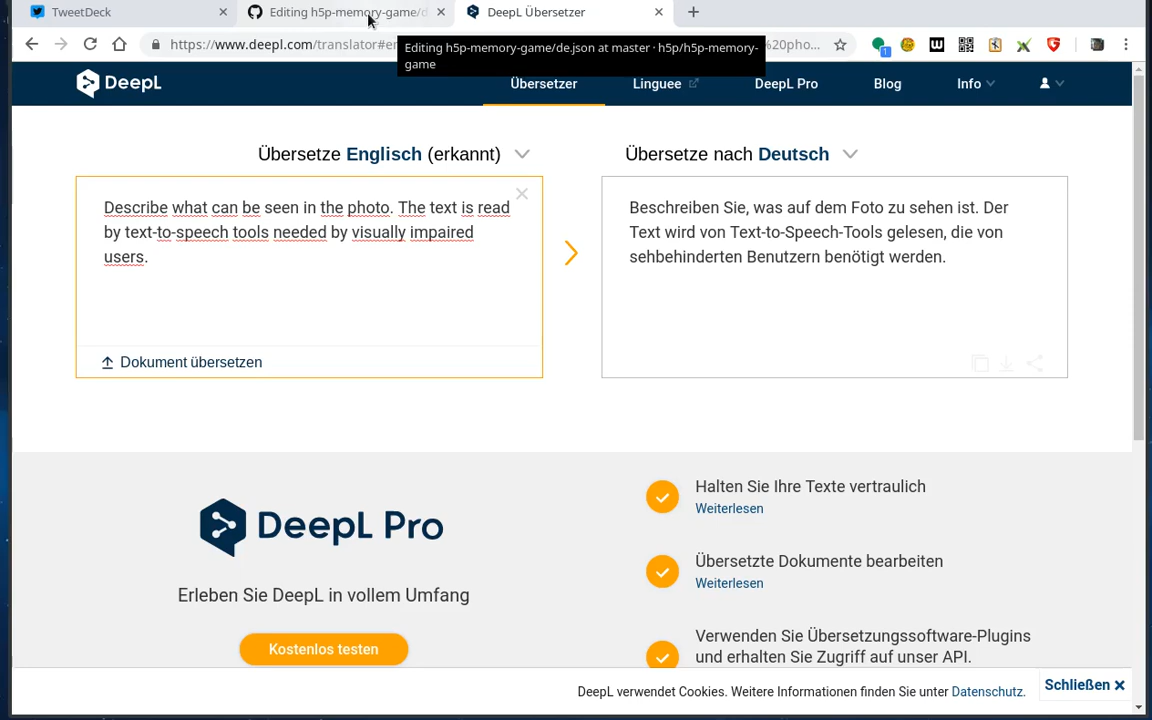 TweetDeck
Editing h5p-memory-game/d
DeepL Übersetzer
https://www.deepl.com/translator#e
%20pho...
1
Editing h5p-memory-game/de.json at master · h5p/h5p-memory-
game
DeepL
Übersetzer
Linguee
DeepL Pro
Blog
Info
Übersetze Englisch (erkannt)
Übersetze nach Deutsch
Describe what can be seen in the photo. The text is read
by text-to-speech tools needed by visually impaired
users.
Beschreiben Sie, was auf dem Foto zu sehen ist. Der
Text wird von Text-to-Speech-Tools gelesen, die von
sehbehinderten Benutzern benötigt werden.
Dokument übersetzen
DeepL Pro
Erleben Sie DeepL in vollem Umfang
Kostenlos testen
Halten Sie Ihre Texte vertraulich
Weiterlesen
Übersetzte Dokumente bearbeiten
Weiterlesen
Verwenden Sie Übersetzungssoftware-Plugins
und erhalten Sie Zugriff auf unser API.
DeepL verwendet Cookies. Weitere Informationen finden Sie unter Datenschutz.
Schließen